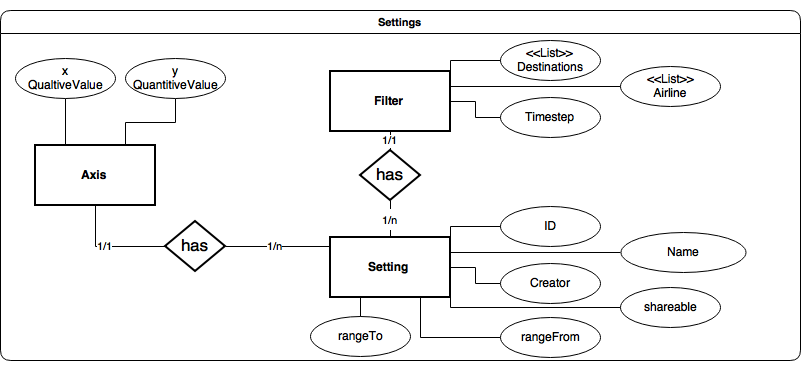 Settings
x
QualtiveValue
y
QuantitiveValue
<<List>>
Destinations
<<List>>
Airline
Filter
Timestep
1/1
Axis
has
1/n
ID
1/1
has
1/n
Name
Setting
Creator
shareable
rangeTo
rangeFrom